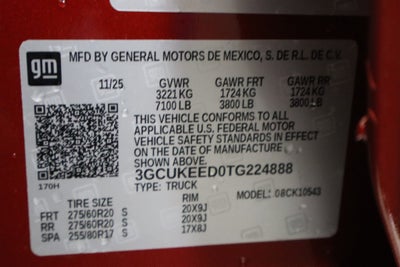 gm
MFD BY GENERAL MOTORS DE MEXICO, S. DE R.L. DE C.V.
11/25 GVWR GAWR FRT GAWR RR
3221 KG 1724 KG 1724 KG
7100 LB 3800 LB 3800 LB
THIS VEHICLE CONFORMS TO ALL
APPLICABLE U.S. FEDERAL MOTOR
VEHICLE SAFETY STANDARDS IN EFFECT
ON THE DATE OF MANUFACTURE
SHOWN ABOVE.
3GCUKEED0TG224888
170H TYPE: TRUCK MODEL: 08CK10543
TIRE SIZE RIM
FRT 275/60R20 S 20X9J
RR 275/60R20 S 20X9J
SPA 255/80R17 S 17X8J